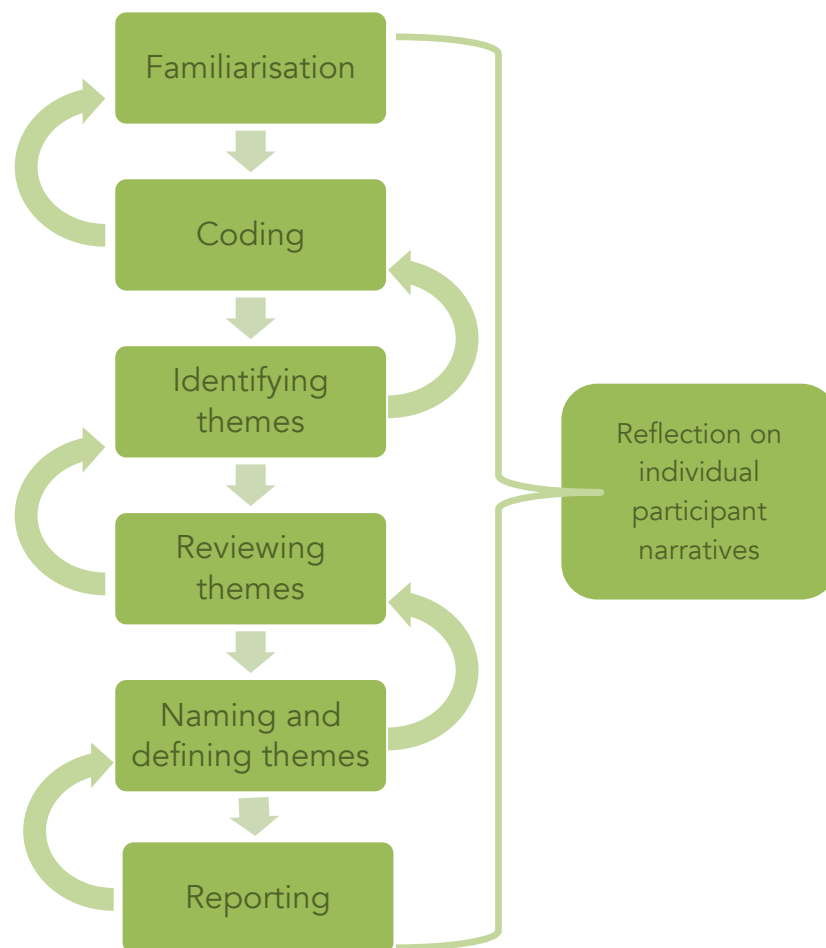 Familiarisation
Coding
Identifying
themes
Reviewing
themes
Naming and
defining themes
Reporting
Reflection on
individual
participant
narratives